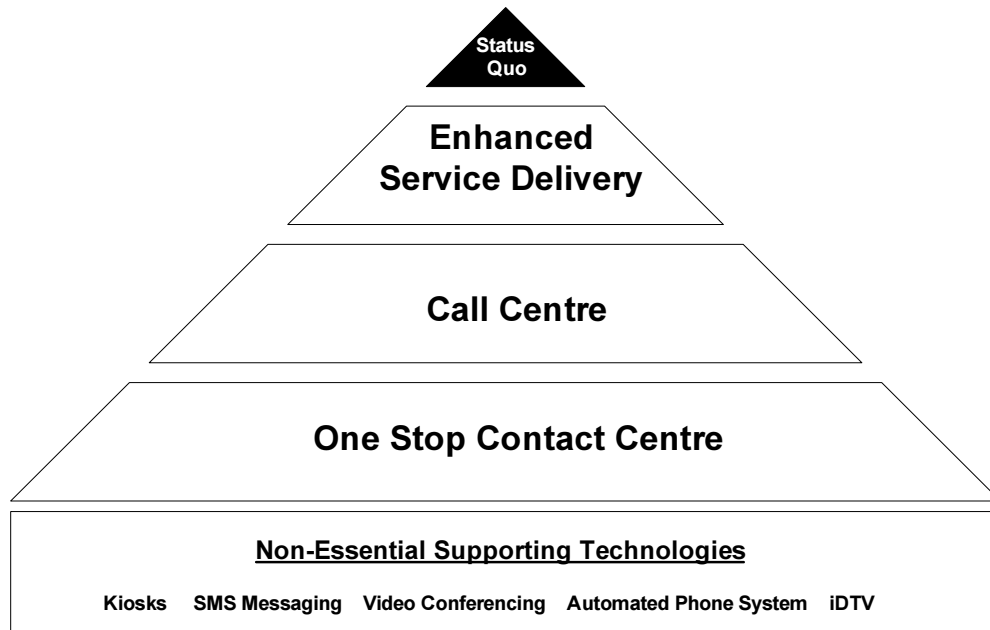 Status
Quo
Enhanced
Service Delivery
Call Centre
One Stop Contact Centre
Non-Essential Supporting Technologies
Kiosks SMS Messaging Video Conferencing Automated Phone System iDTV